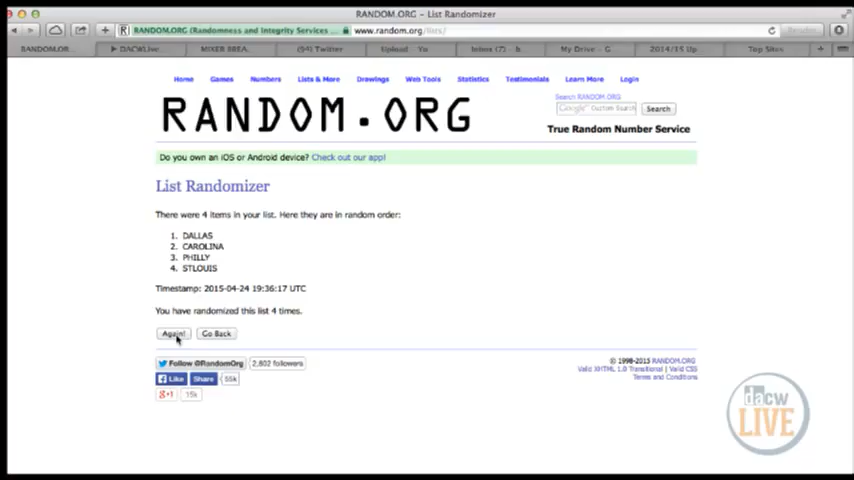 RANDOM.ORG - List Randomizer
RANDOM.ORG (Randomness and Integrity Services ... www.random.org/lists/ Reader
RANDOM.OR... DACWLive... MIXER BREA... (94) Twitter Upload - Yo Inbox (7) - b... My Drive - G... 2014/15 Up... Top Sites
Home Games Numbers Lists & More Drawings Web Tools Statistics Testimonials Learn More Login
Search RANDOM.ORG
RANDOM.ORG
Google Custom Search Search
True Random Number Service
Do you own an iOS or Android device? Check out our app!
List Randomizer
There were 4 items in your list. Here they are in random order:
1. DALLAS
2. CAROLINA
3. PHILLY
4. STLOUIS
Timestamp: 2015-04-24 19:36:17 UTC
You have randomized this list 4 times.
Again! Go Back
Follow @RandomOrg 2,802 followers
Like Share 55k
g+1 15k
© 1998-2015 RANDOM.ORG
Valid XHTML 1.0 Transitional | Valid CSS
Terms and Conditions
dacw
LIVE